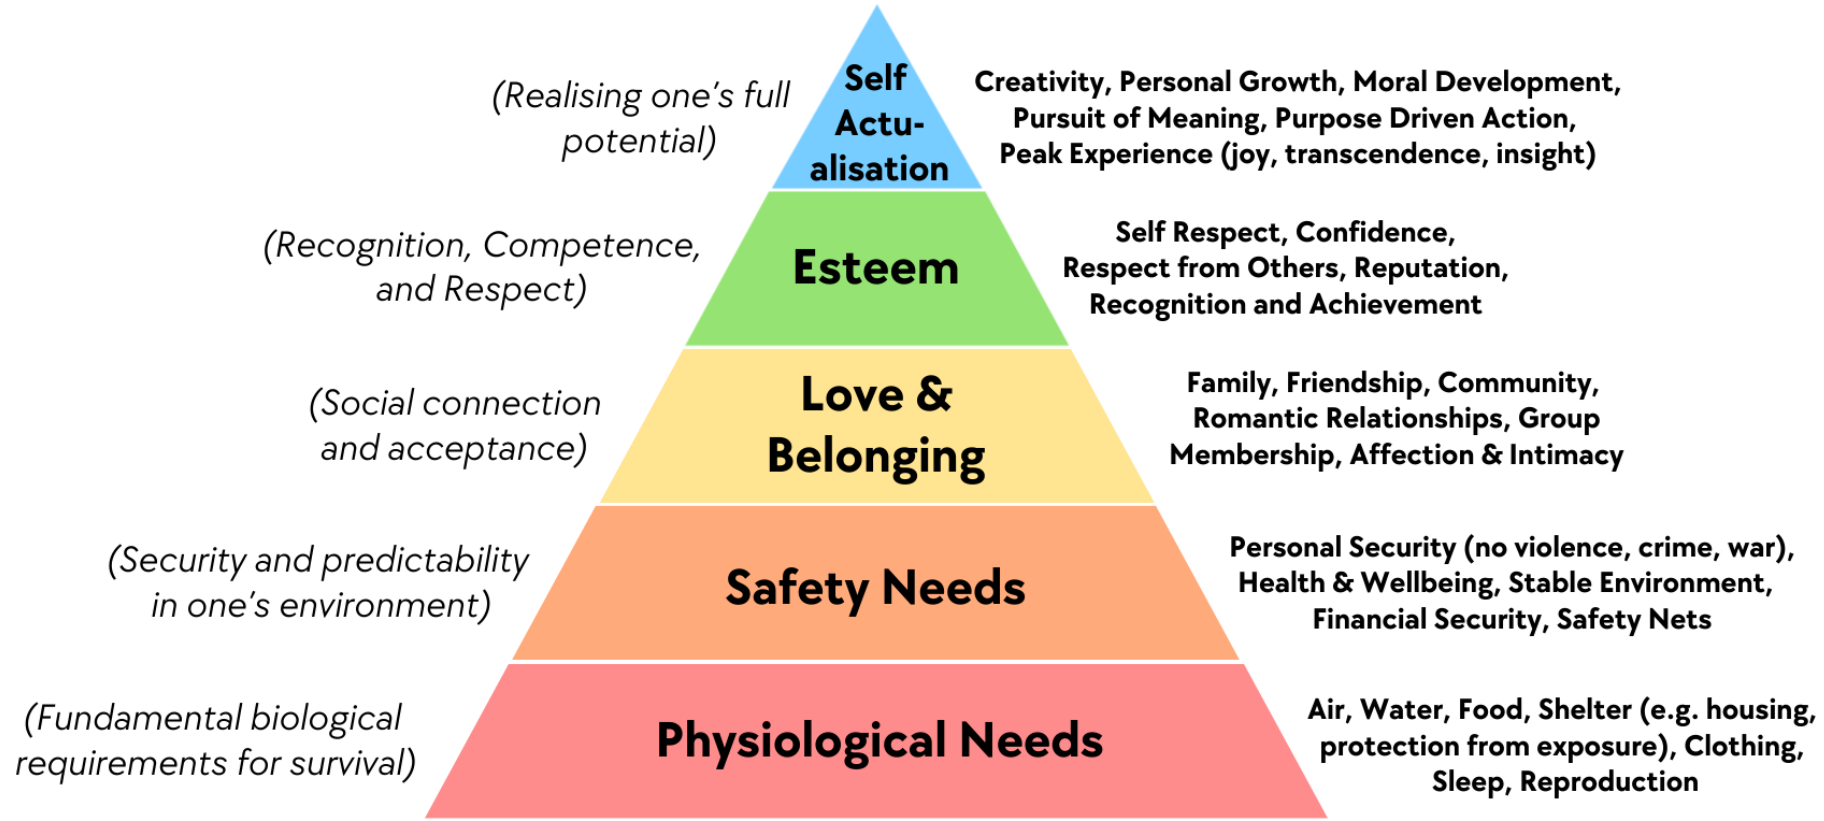 (Realising one's full
potential)
Self
Actu-
alisation
Creativity, Personal Growth, Moral Development,
Pursuit of Meaning, Purpose Driven Action,
Peak Experience (joy, transcendence, insight)
(Recognition, Competence,
and Respect)
Esteem
Self Respect, Confidence,
Respect from Others, Reputation,
Recognition and Achievement
(Social connection
and acceptance)
Love &
Belonging
Family, Friendship, Community,
Romantic Relationships, Group
Membership, Affection & Intimacy
(Security and predictability
in one's environment)
Safety Needs
Personal Security (no violence, crime, war),
Health & Wellbeing, Stable Environment,
Financial Security, Safety Nets
(Fundamental biological
requirements for survival)
Physiological Needs
Air, Water, Food, Shelter (e.g. housing,
protection from exposure), Clothing,
Sleep, Reproduction